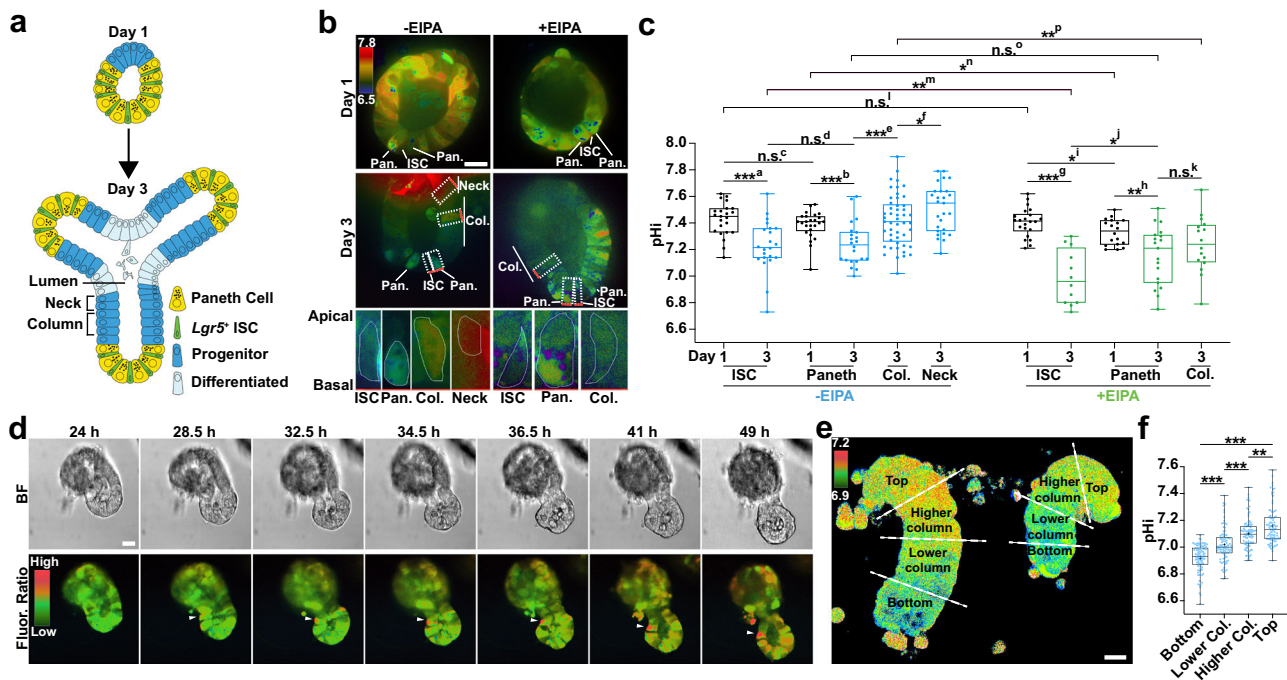 a
Day 1
Day 3
Lumen
Neck
Column
Paneth Cell
Lgr5+ ISC
Progenitor
Differentiated
b
-EIPA +EIPA
7.8
6.5
Day 1
Pan. ISC Pan.
Pan. ISC Pan.
Day 3
Neck
Col.
Pan. ISC Pan.
Col.
Pan. ISC Pan.
Apical
Basal
ISC Pan. Col. Neck ISC Pan. Col.
c
**p
n.s.o
*n
**m
n.s.l
n.s.d ***e *f
*j
n.s.c
*i
n.s.k
***a ***b
***g **h
pHi
8.0
7.8
7.6
7.4
7.2
7.0
6.8
6.6
Day 1 3 1 3 3 3 1 3 1 3 3
ISC Paneth Col. Neck ISC Paneth Col.
-EIPA +EIPA
d
24 h 28.5 h 32.5 h 34.5 h 36.5 h 41 h 49 h
BF
Fluor. Ratio
High
Low
e
7.2
6.9
Top
Higher column
Lower column
Bottom
Higher column
Top
Lower column
Bottom
f
***
**
***
***
pHi
7.6
7.4
7.2
7.0
6.8
6.6
Bottom
Lower Col.
Higher Col.
Top